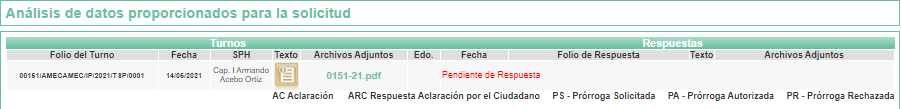 Análisis de datos proporcionados para la solicitud
Turnos Respuestas
Folio del Turno Fecha SPH Texto Archivos Adjuntos Edo. Fecha Folio de Respuesta Texto Archivos Adjuntos
00151/AMECAMEC/IP/2021/TSP/0001 14/05/2021 Cap. I Armando Acebo Ortiz 0151-21.pdf Pendiente de Respuesta
AC Aclaración ARC Respuesta Aclaración por el Ciudadano PS - Prórroga Solicitada PA - Prórroga Autorizada PR - Prórroga Rechazada